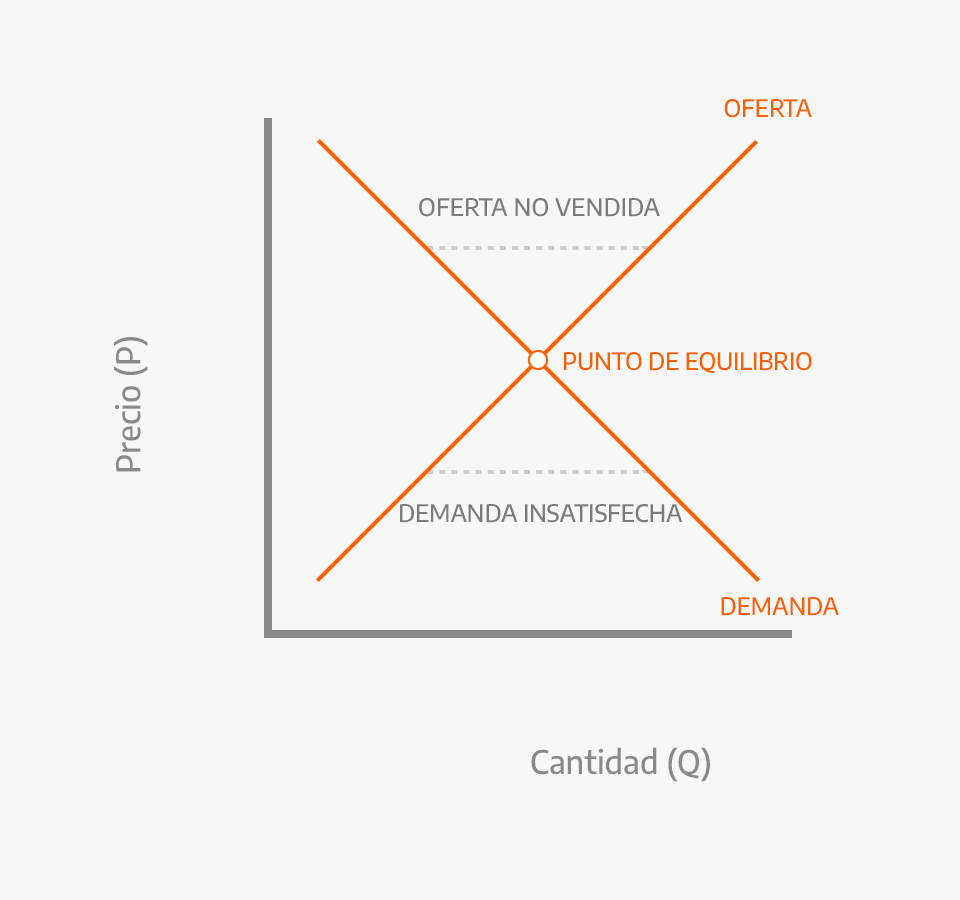 OFERTA
OFERTA NO VENDIDA
Precio (P)
PUNTO DE EQUILIBRIO
DEMANDA INSATISFECHA
DEMANDA
Cantidad (Q)